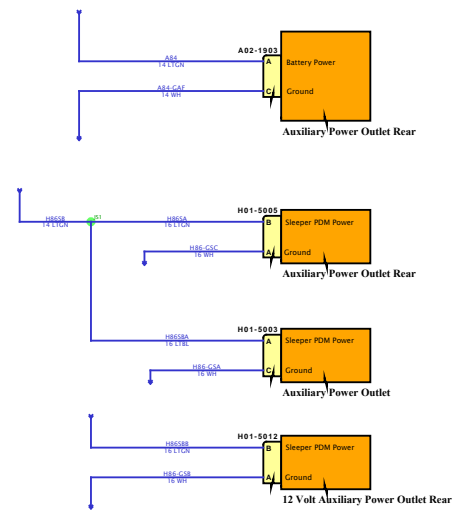 A02-1903
A84
14 LTGN
A
Battery Power
A84-GAF
14 WH
C
Ground
Auxiliary Power Outlet Rear
H01-5005
H86SB
14 LTGN
JS1
H86SA
16 LTGN
B
Sleeper PDM Power
H86-GSC
16 WH
A
Ground
Auxiliary Power Outlet Rear
H01-5003
H86SBA
16 LTBL
A
Sleeper PDM Power
H86-GSA
16 WH
C
Ground
Auxiliary Power Outlet
H01-5012
H86SBB
16 LTGN
B
Sleeper PDM Power
H86-GSB
16 WH
A
Ground
12 Volt Auxiliary Power Outlet Rear